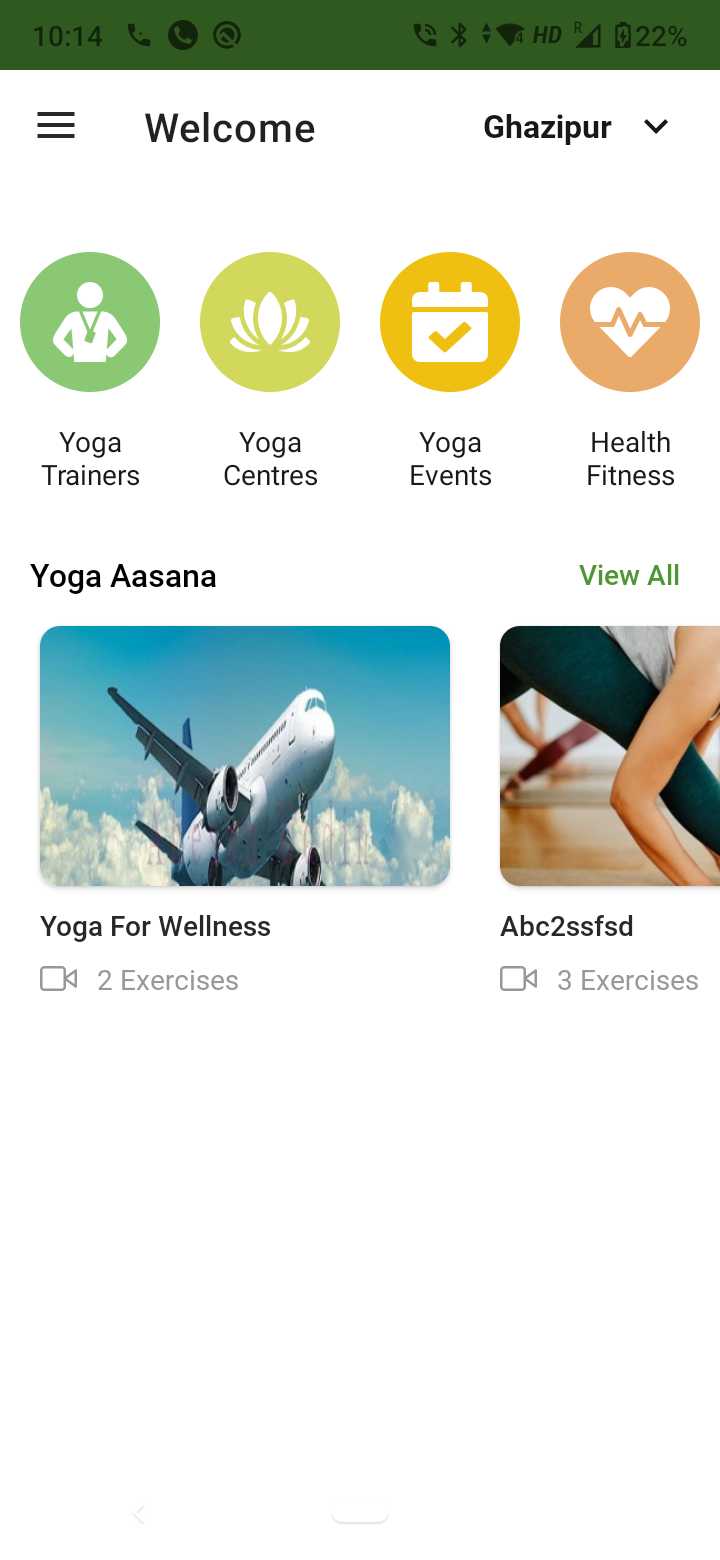 10:14 4 HD R 22%
Welcome Ghazipur
Yoga Trainers
Yoga Centres
Yoga Events
Health Fitness
Yoga Aasana View All
Yoga For Wellness
2 Exercises
Abc2ssfsd
3 Exercises